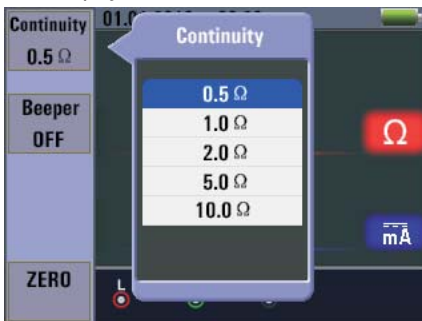 Continuity
0.5 Ω
Beeper
OFF
ZERO
Continuity
0.5 Ω
1.0 Ω
2.0 Ω
5.0 Ω
10.0 Ω
Ω
mA
L